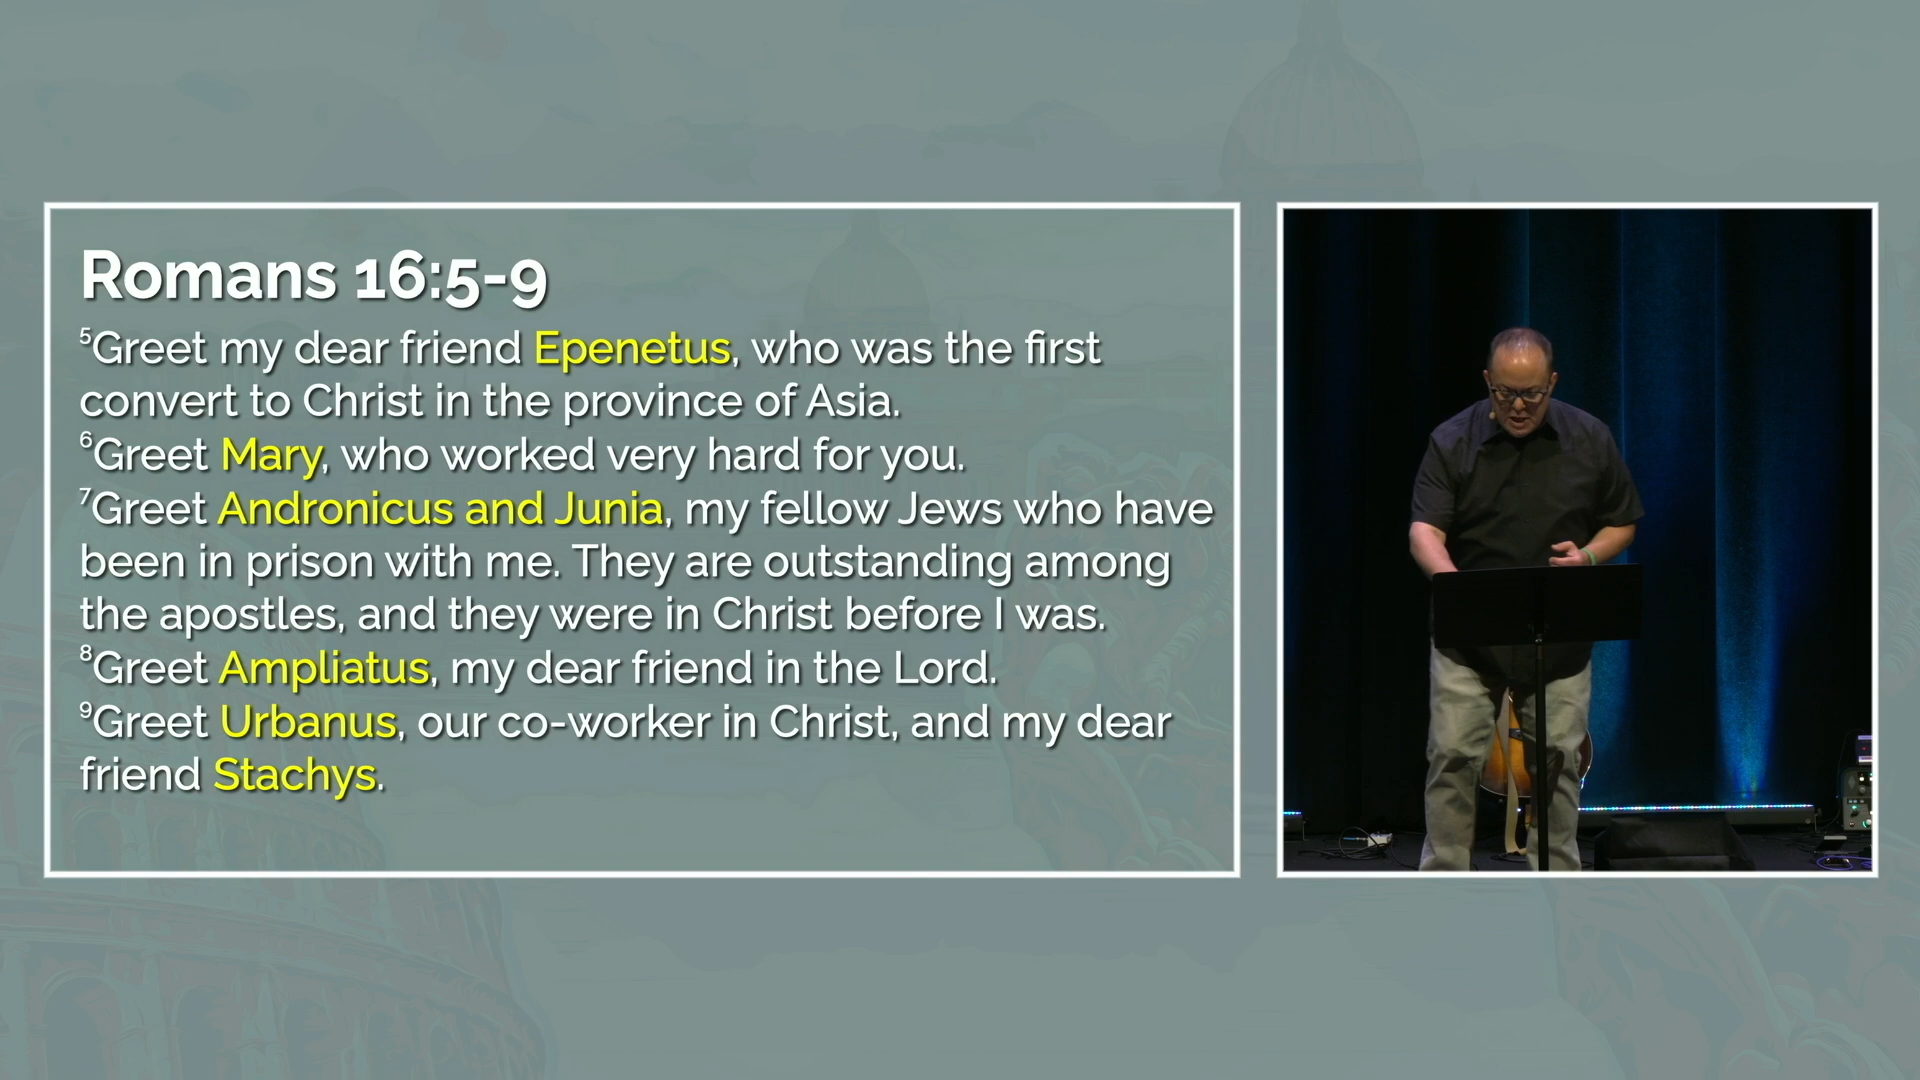 Romans 16:5-9
⁵Greet my dear friend Epenetus, who was the first
convert to Christ in the province of Asia.
⁶Greet Mary, who worked very hard for you.
⁷Greet Andronicus and Junia, my fellow Jews who have
been in prison with me. They are outstanding among
the apostles, and they were in Christ before I was.
⁸Greet Ampliatus, my dear friend in the Lord.
⁹Greet Urbanus, our co-worker in Christ, and my dear
friend Stachys.